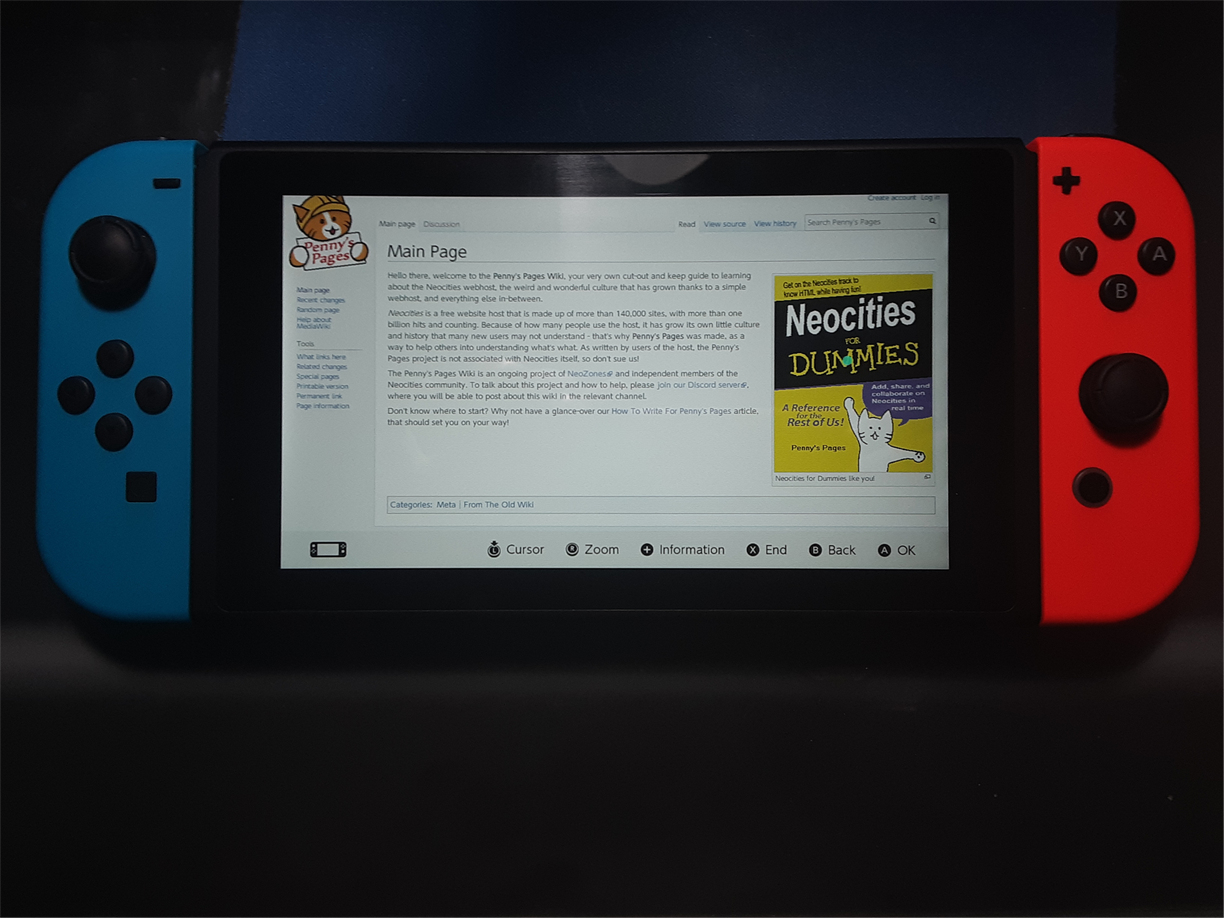 Create account Log in
Penny's
Pages
Main page Discussion
Read View source View history Search Penny's Pages
Main Page
Main page
Recent changes
Random page
Help about
MediaWiki
Tools
What links here
Related changes
Special pages
Printable version
Permanent link
Page information
Hello there, welcome to the Penny's Pages Wiki, your very own cut-out and keep guide to learning
about the Neocities webhost, the weird and wonderful culture that has grown thanks to a simple
webhost, and everything else in-between.
Neocities is a free website host that is made up of more than 140,000 sites, with more than one
billion hits and counting. Because of how many people use the host, it has grow its own little culture
and history that many new users may not understand - that's why Penny's Pages was made, as a
way to help others into understanding what's what. As written by users of the host, the Penny's
Pages project is not associated with Neocities itself, so don't sue us!
The Penny's Pages Wiki is an ongoing project of NeoZones and independent members of the
Neocities community. To talk about this project and how to help, please join our Discord server,
where you will be able to post about this wiki in the relevant channel.
Don't know where to start? Why not have a glance-over our How To Write For Penny's Pages article,
that should set you on your way!
Get on the Neocities track to
know HTML while having fun!
Neocities
FOR
DUMMIES
Add, share, and
collaborate on
Neocities in
real time
A Reference
for the
Rest of Us!
Penny's Pages
Neocities for Dummies like you!
Categories: Meta | From The Old Wiki
L Cursor R Zoom + Information X End B Back A OK
X
Y A
B